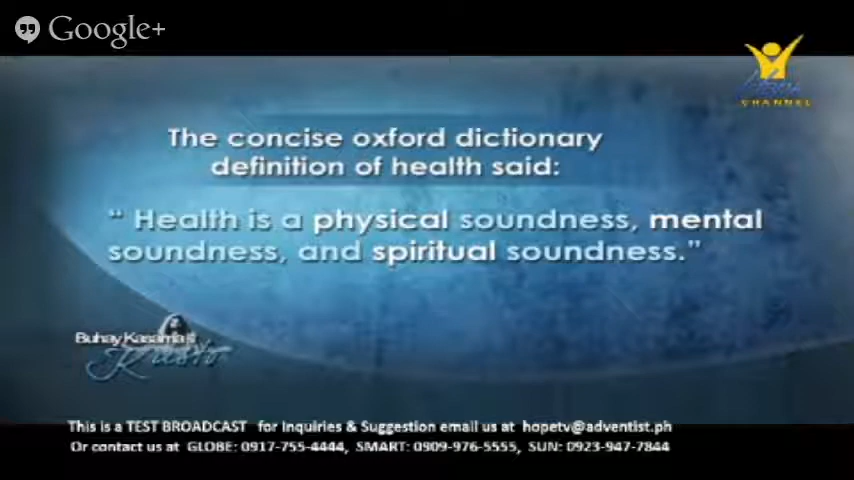 Google+
CHANNEL
The concise oxford dictionary
definition of health said:
“ Health is a physical soundness, mental
soundness, and spiritual soundness.”
Buhay Kasama si
Kristo
This is a TEST BROADCAST for Inquiries & Suggestion email us at hopetv@adventist.ph
Or contact us at GLOBE: 0917-755-4444, SMART: 0909-976-5555, SUN: 0923-947-7844